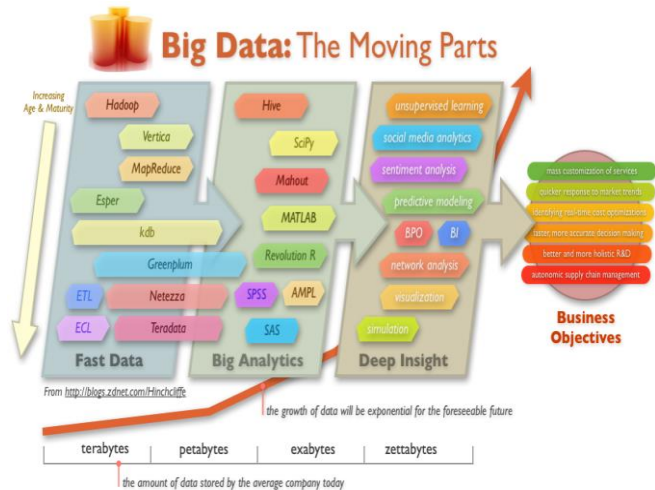 Big Data: The Moving Parts
Increasing
Age & Maturity
Hadoop
Vertica
MapReduce
Esper
kdb
Greenplum
ETL
Netezza
ECL
Teradata
Fast Data
Hive
SciPy
Mahout
MATLAB
Revolution R
SPSS
AMPL
SAS
Big Analytics
unsupervised learning
social media analytics
sentiment analysis
predictive modeling
BPO
BI
network analysis
visualization
simulation
Deep Insight
mass customization of services
quicker response to market trends
identifying real-time cost optimizations
faster, more accurate decision making
better and more holistic R&D
autonomic supply chain management
Business
Objectives
From http://blogs.zdnet.com/Hinchcliffe
the growth of data will be exponential for the foreseeable future
terabytes
petabytes
exabytes
zettabytes
the amount of data stored by the average company today